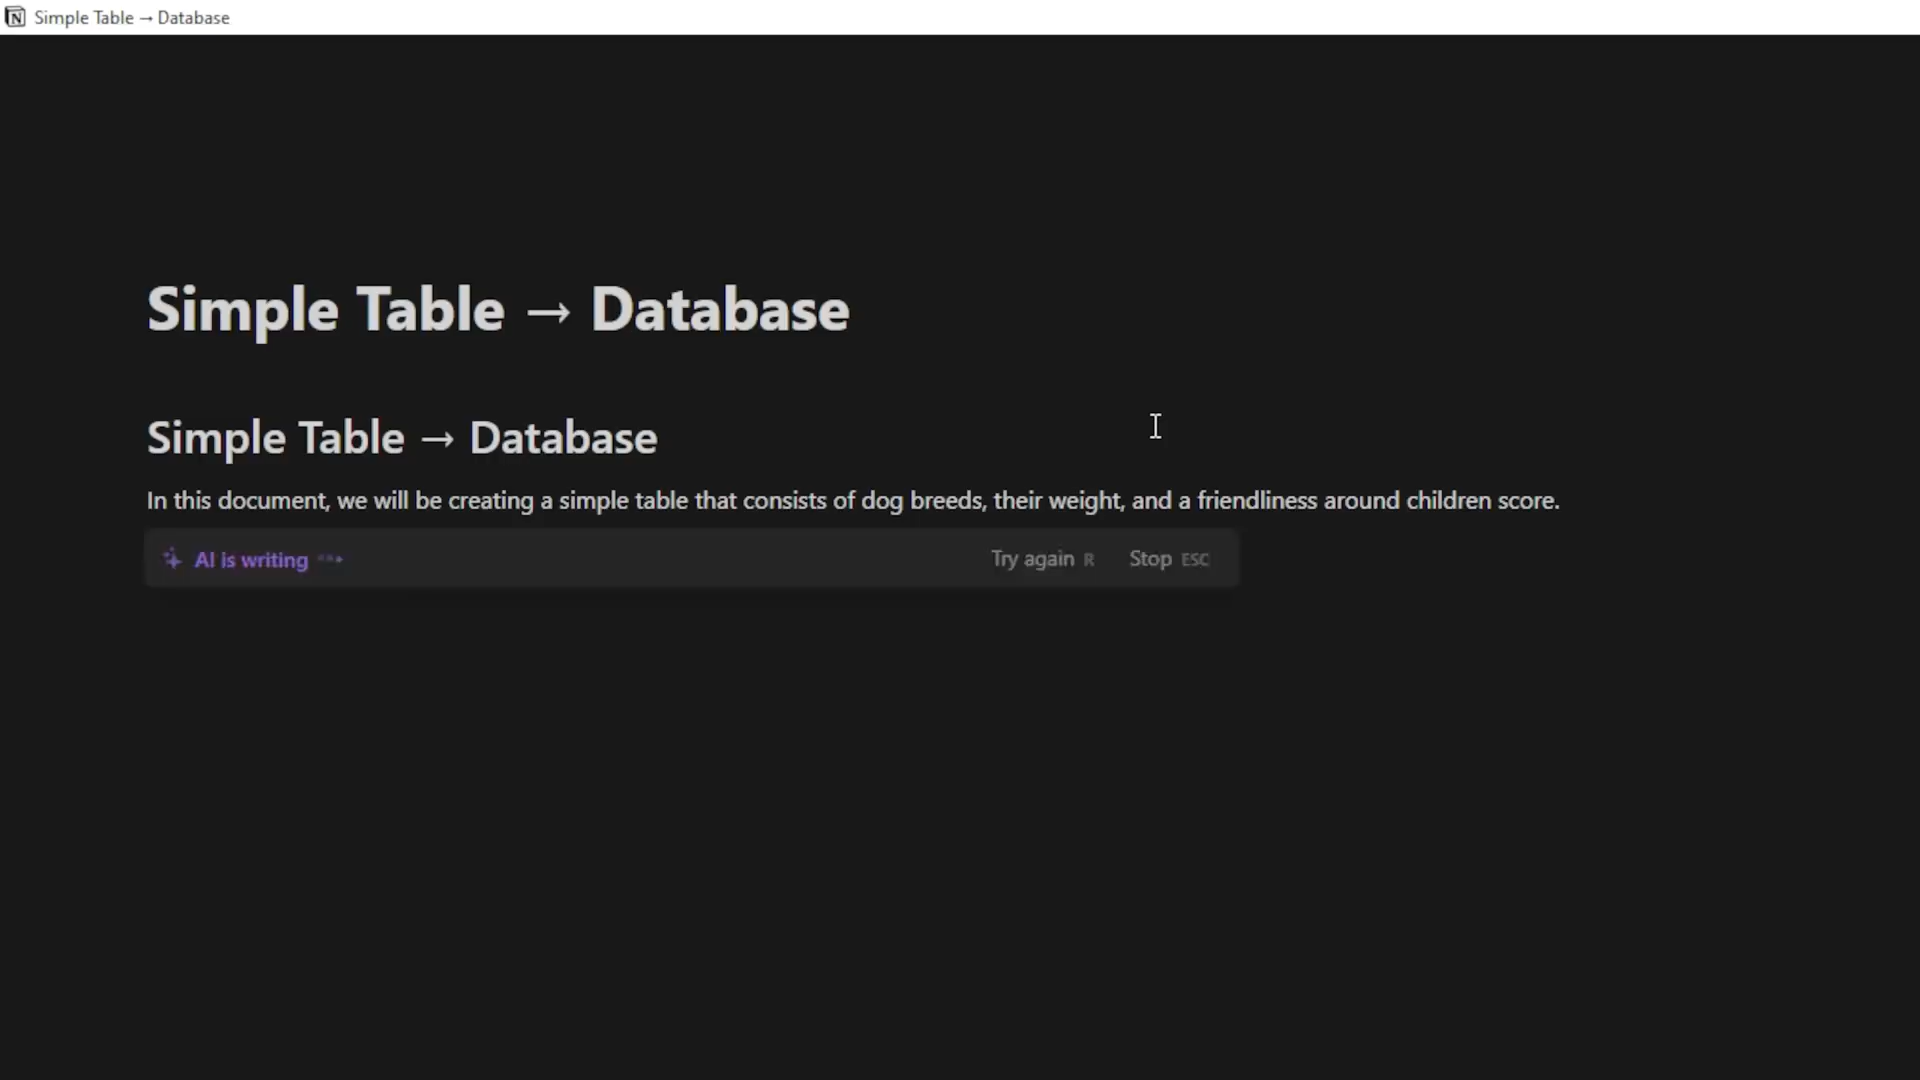 Simple Table → Database
Simple Table → Database
Simple Table → Database
In this document, we will be creating a simple table that consists of dog breeds, their weight, and a friendliness around children score.
AI is writing Try again R Stop ESC